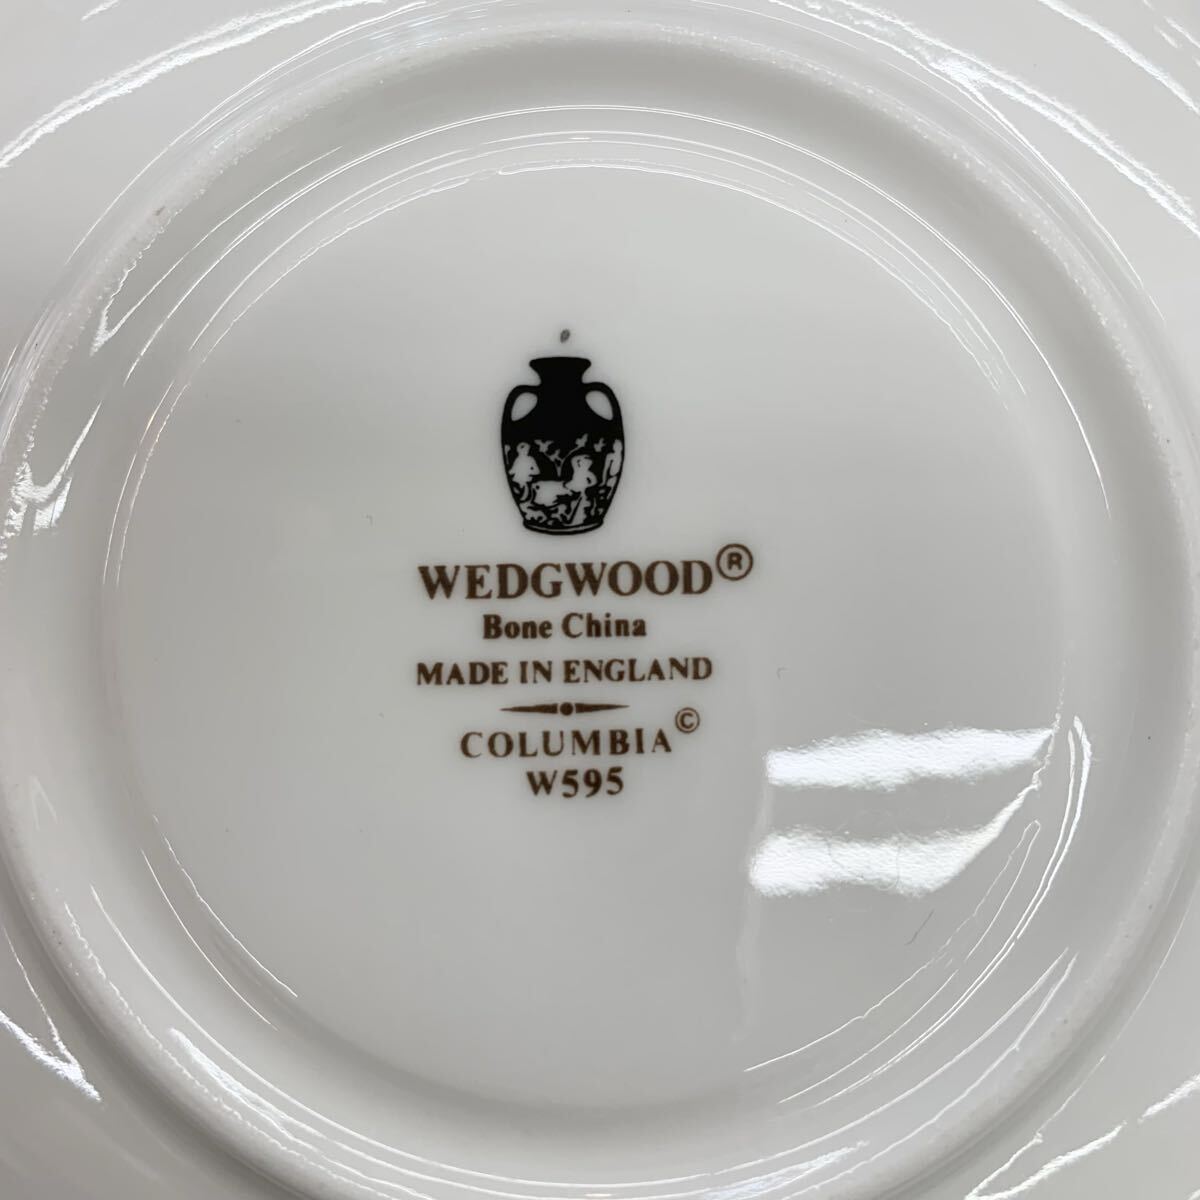 WEDGWOOD®
Bone China
MADE IN ENGLAND
COLUMBIA©
W595